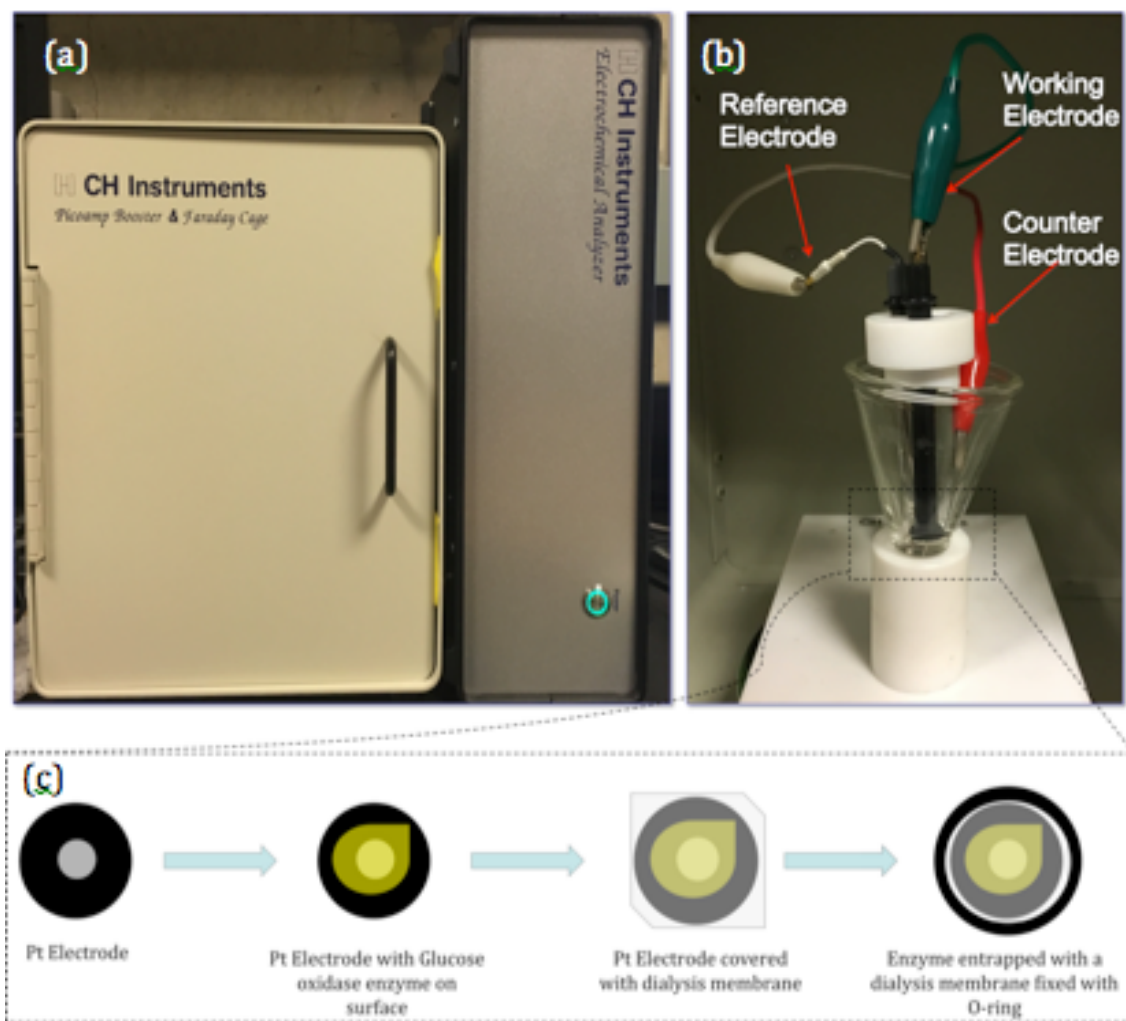 (a)
CH Instruments
Picoamp Booster & Faraday Cage
CH Instruments
Electrochemical Analyzer
(b)
Reference
Electrode
Working
Electrode
Counter
Electrode
(c)
Pt Electrode
Pt Electrode with Glucose
oxidase enzyme on
surface
Pt Electrode covered
with dialysis membrane
Enzyme entrapped with a
dialysis membrane fixed with
O-ring